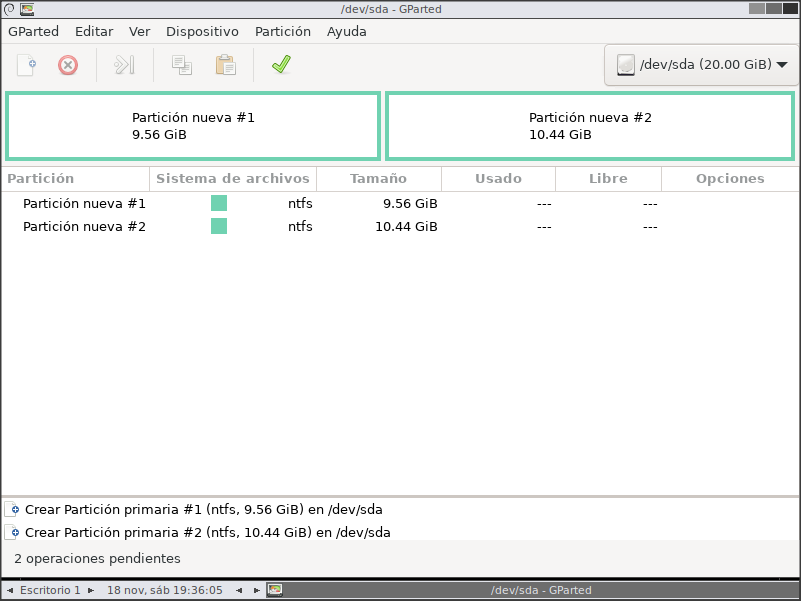 /dev/sda - GParted
GParted Editar Ver Dispositivo Partición Ayuda
/dev/sda (20.00 GiB)
Partición nueva #1
9.56 GiB
Partición nueva #2
10.44 GiB
Partición Sistema de archivos Tamaño Usado Libre Opciones
Partición nueva #1 ntfs 9.56 GiB --- ---
Partición nueva #2 ntfs 10.44 GiB --- ---
Crear Partición primaria #1 (ntfs, 9.56 GiB) en /dev/sda
Crear Partición primaria #2 (ntfs, 10.44 GiB) en /dev/sda
2 operaciones pendientes
Escritorio 1 18 nov, sáb 19:36:05 /dev/sda - GParted